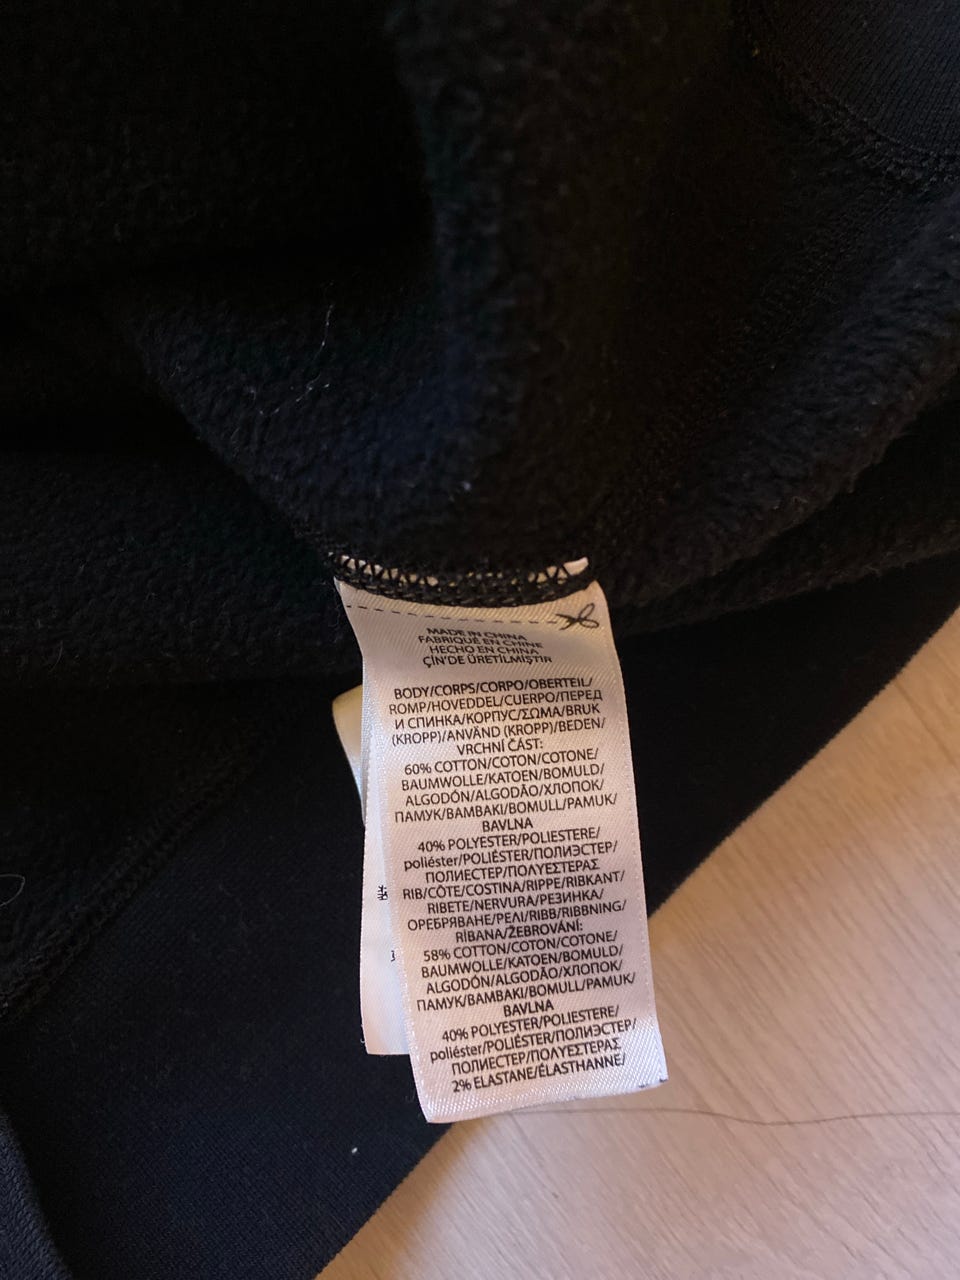 MADE IN CHINA
FABRIQUÉ EN CHINE
HECHO EN CHINA
ÇİN'DE ÜRETİLMİŞTİR
BODY/CORPS/CORPO/OBERTEIL/
ROMP/HOVEDDEL/CUERPO/ПЕРЕД
И СПИНКА/КОРПУС/ΣΩΜΑ/BRUK
(KROPP)/ANVÄND (KROPP)/BEDEN/
VRCHNÍ ČÁST:
60% COTTON/COTON/COTONE/
BAUMWOLLE/KATOEN/BOMULD/
ALGODÓN/ALGODÃO/ХЛОПОК/
ПАМУК/ΒΑΜΒΑΚΙ/BOMULL/PAMUK/
BAVLNA
40% POLYESTER/POLIESTERE/
poliéster/POLIÉSTER/ПОЛИЭСТЕР/
ПОЛИЕСТЕР/ΠΟΛΥΕΣΤΕΡΑΣ
RIB/CÔTE/COSTINA/RIPPE/RIBKANT/
RIBETE/NERVURA/РЕЗИНКА/
ОРЕБРЯВАНЕ/ΡΕΛΙ/RIBB/RIBBNING/
RİBANA/ŽEBROVÁNÍ:
58% COTTON/COTON/COTONE/
BAUMWOLLE/KATOEN/BOMULD/
ALGODÓN/ALGODÃO/ХЛОПОК/
ПАМУК/ΒΑΜΒΑΚΙ/BOMULL/PAMUK/
BAVLNA
40% POLYESTER/POLIESTERE/
poliéster/POLIÉSTER/ПОЛИЭСТЕР/
ПОЛИЕСТЕР/ΠΟΛΥΕΣΤΕΡΑΣ
2% ELASTANE/ÉLASTHANNE/